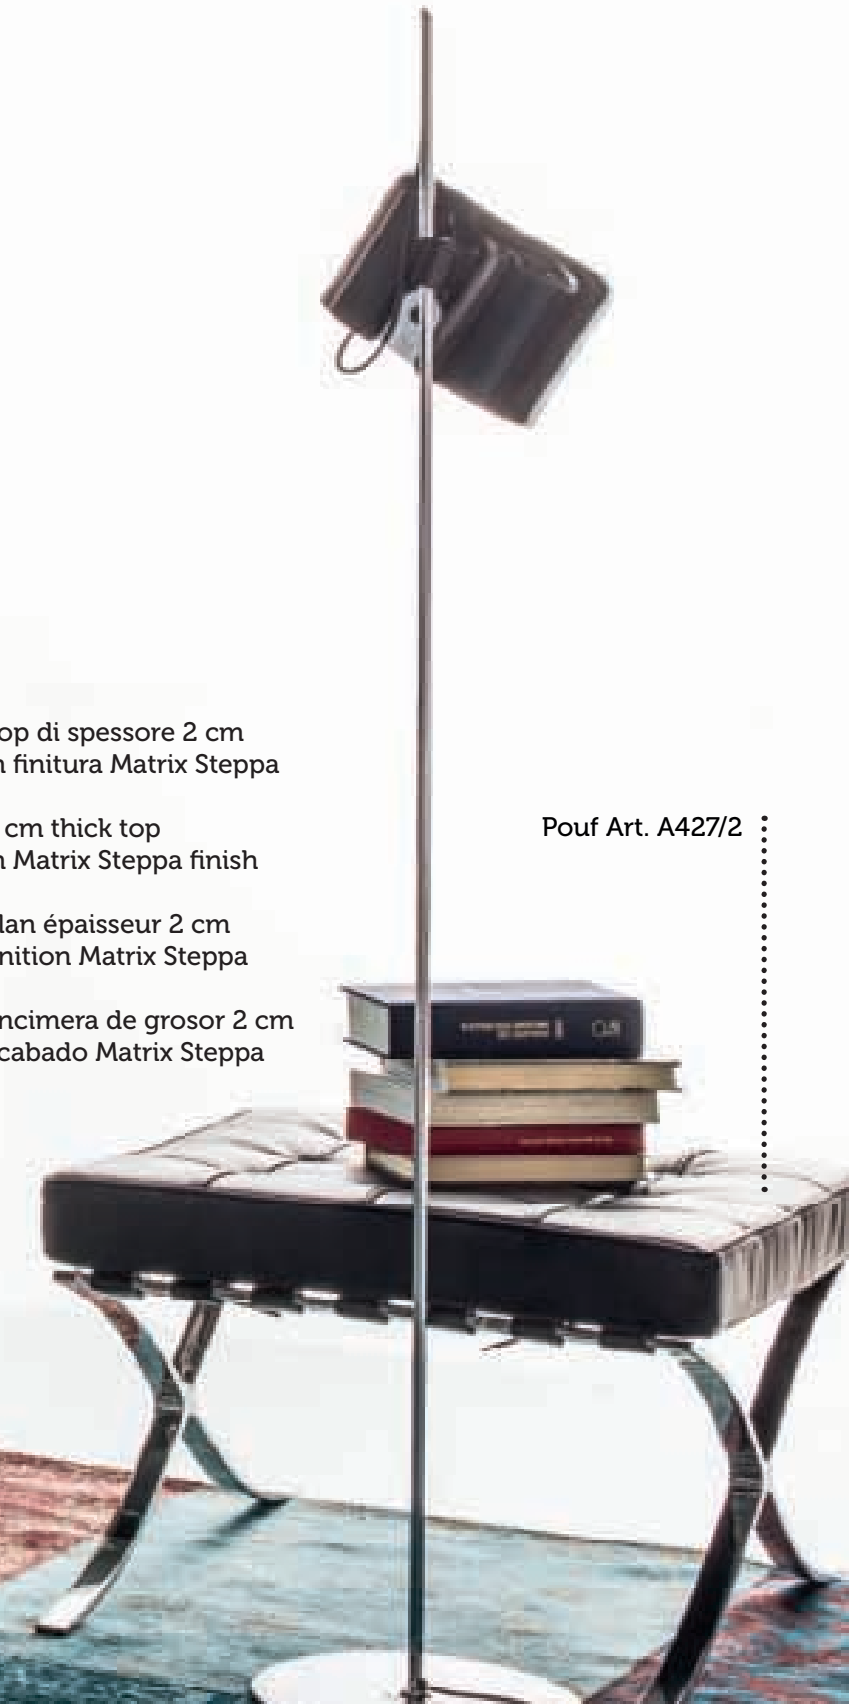 op di spessore 2 cm
n finitura Matrix Steppa
cm thick top
n Matrix Steppa finish
lan épaisseur 2 cm
nition Matrix Steppa
ncimera de grosor 2 cm
cabado Matrix Steppa
Pouf Art. A427/2